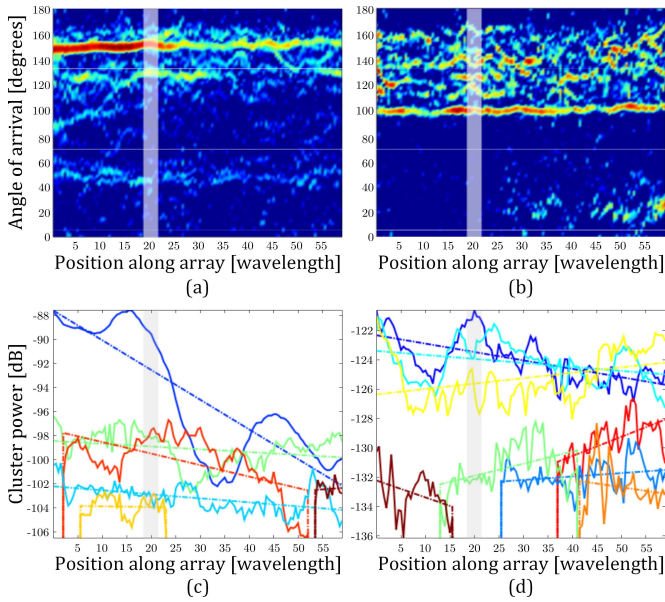 180 180
160 160
140 140
120 120
100 100
80 80
60 60
40 40
20 20
0 0
Angle of arrival [degrees]
5 10 15 20 25 30 35 40 45 50 55 5 10 15 20 25 30 35 40 45 50 55
Position along array [wavelength] Position along array [wavelength]
(a) (b)
-88 -122
-90 -124
-92 -126
-94 -128
-96 -130
-98 -132
-100 -134
-102 -136
-104
-106
Cluster power [dB]
5 10 15 20 25 30 35 40 45 50 55 5 10 15 20 25 30 35 40 45 50 55
Position along array [wavelength] Position along array [wavelength]
(c) (d)